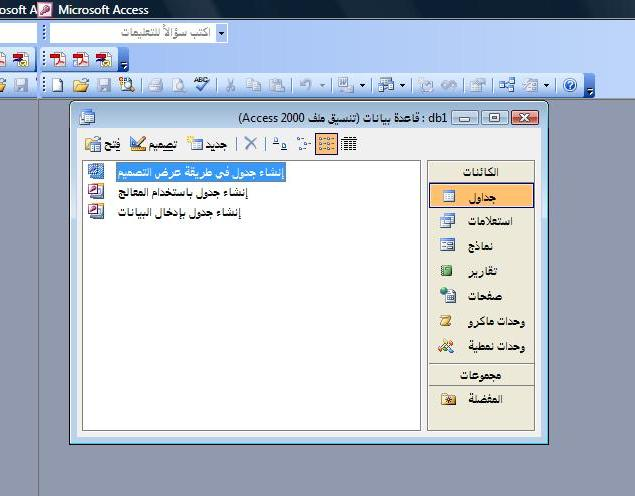 osoft A Microsoft Access
اكتب سؤالاً للتعليمات
db1 : قاعدة بيانات (تنسيق ملف Access 2000)
فتح تصميم جديد
إنشاء جدول في طريقة عرض التصميم
إنشاء جدول باستخدام المعالج
إنشاء جدول بإدخال البيانات
الكائنات
جداول
استعلامات
نماذج
تقارير
صفحات
وحدات ماكرو
وحدات نمطية
مجموعات
المفضلة